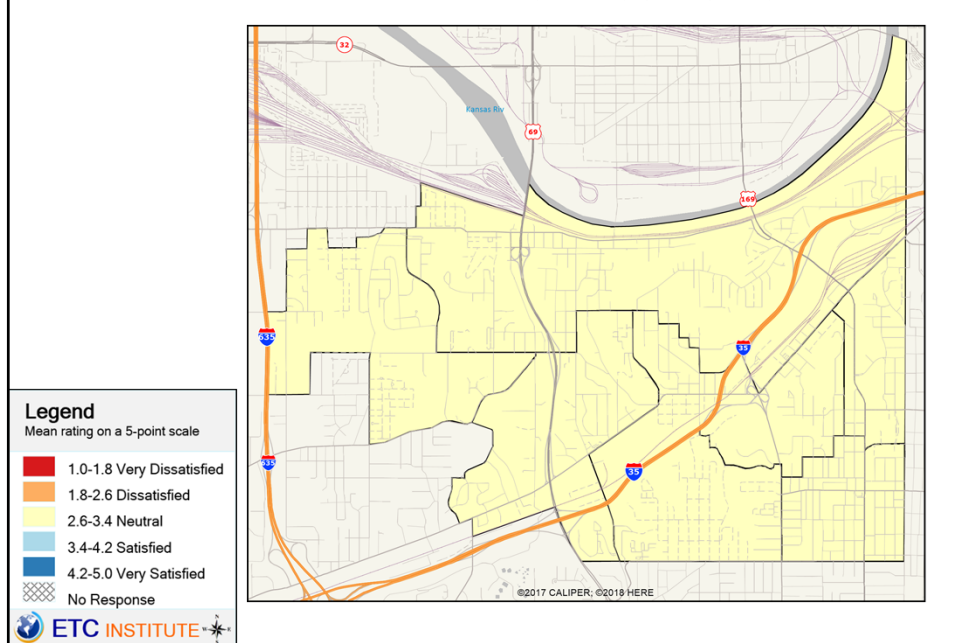 32
Kansas Riv
69
169
635
35
635
35
©2017 CALIPER; ©2018 HERE
Legend
Mean rating on a 5-point scale
1.0-1.8 Very Dissatisfied
1.8-2.6 Dissatisfied
2.6-3.4 Neutral
3.4-4.2 Satisfied
4.2-5.0 Very Satisfied
No Response
ETC INSTITUTE